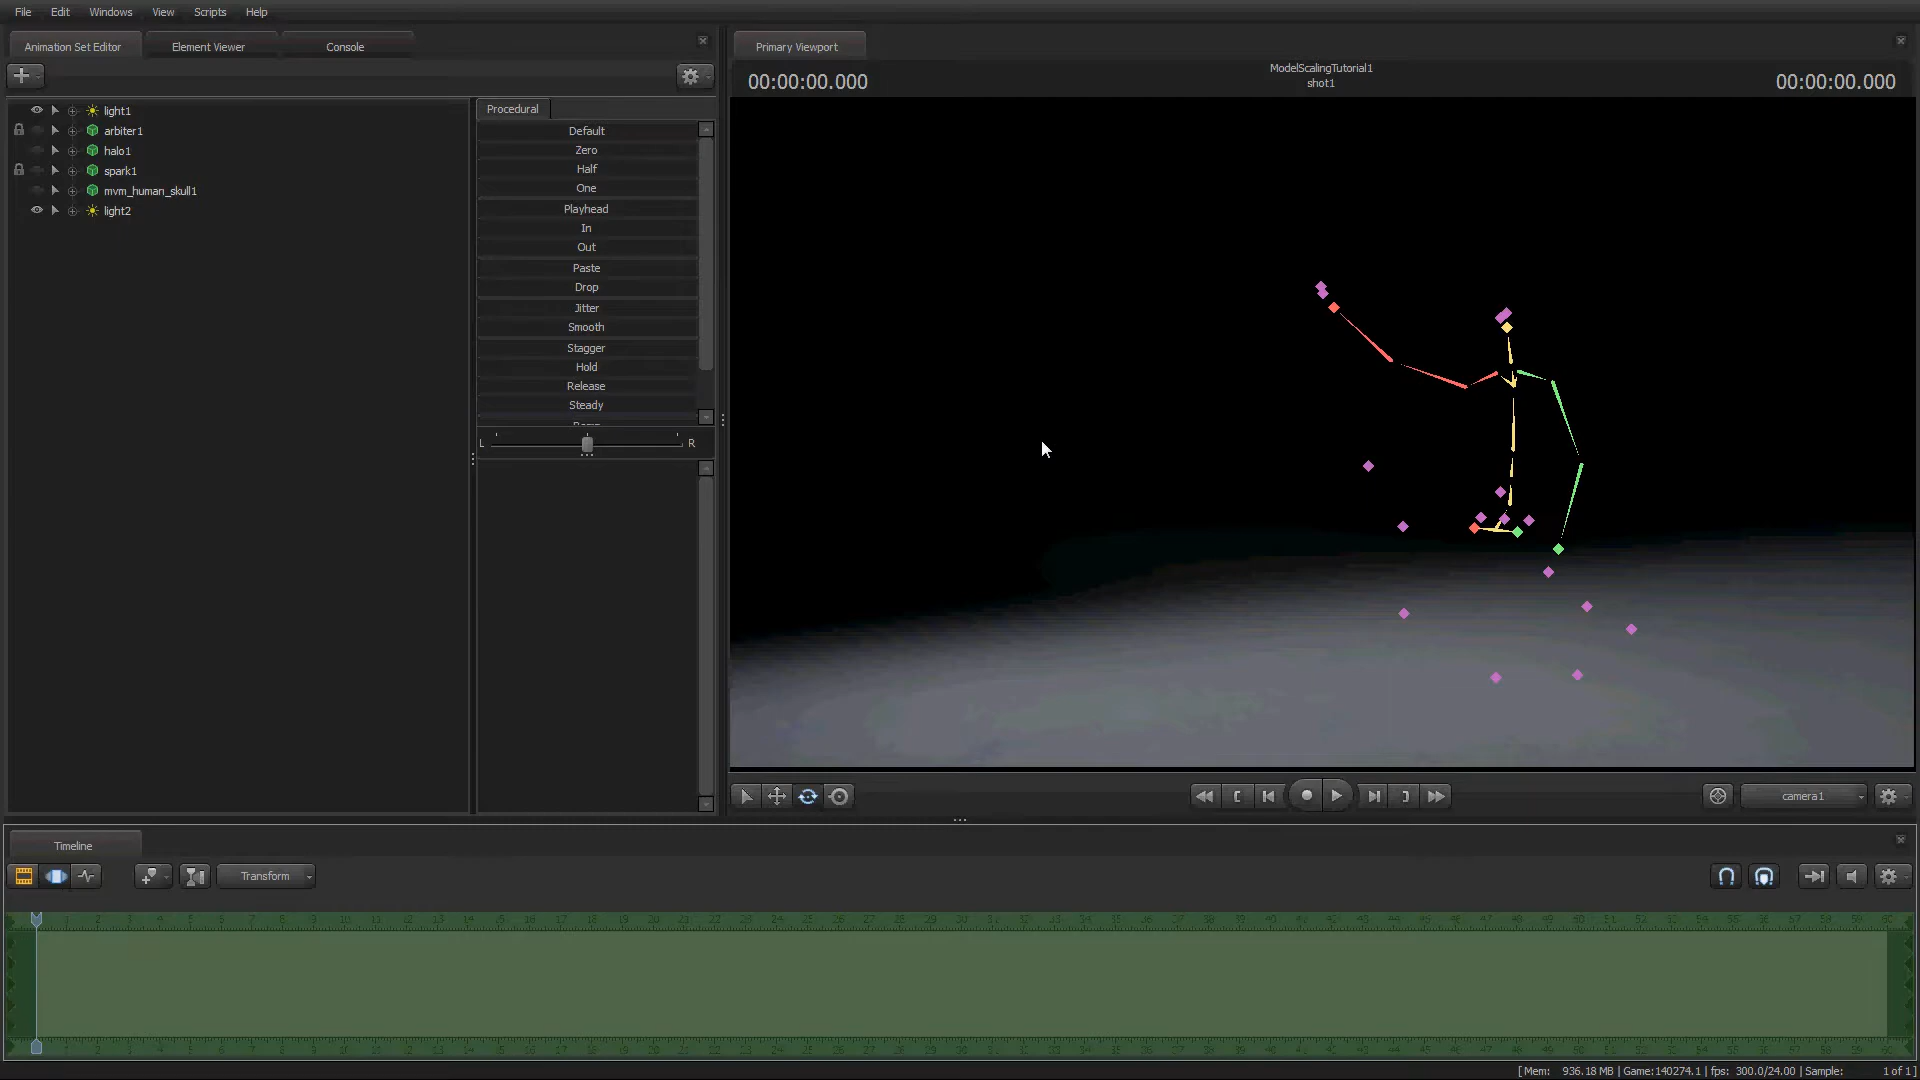 File Edit Windows View Scripts Help
Animation Set Editor Element Viewer Console
Primary Viewport
00:00:00.000
ModelScalingTutorial1
shot1
00:00:00.000
light1
arbiter1
halo1
spark1
mvm_human_skull1
light2
Procedural
Default
Zero
Half
One
Playhead
In
Out
Paste
Drop
Jitter
Smooth
Stagger
Hold
Release
Steady
L R
camera1
Timeline
Transform
[ Mem: 936.18 MB | Game:140274.1 | fps: 300.0/24.00 | Sample: 1 of 1 ]